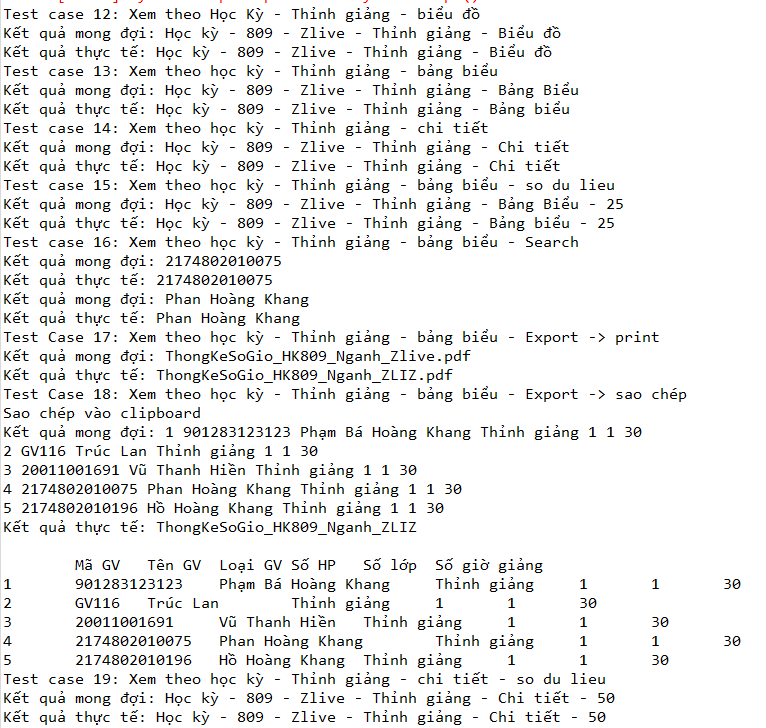 Test case 12: Xem theo Học Kỳ - Thỉnh giảng - biểu đồ
Kết quả mong đợi: Học kỳ - 809 - Zlive - Thỉnh giảng - Biểu đồ
Kết quả thực tế: Học kỳ - 809 - Zlive - Thỉnh giảng - Biểu đồ
Test case 13: Xem theo học kỳ - Thỉnh giảng - bảng biểu
Kết quả mong đợi: Học kỳ - 809 - Zlive - Thỉnh giảng - Bảng Biểu
Kết quả thực tế: Học kỳ - 809 - Zlive - Thỉnh giảng - Bảng biểu
Test case 14: Xem theo học kỳ - Thỉnh giảng - chi tiết
Kết quả mong đợi: Học kỳ - 809 - Zlive - Thỉnh giảng - Chi tiết
Kết quả thực tế: Học kỳ - 809 - Zlive - Thỉnh giảng - Chi tiết
Test case 15: Xem theo học kỳ - Thỉnh giảng - bảng biểu - so du lieu
Kết quả mong đợi: Học kỳ - 809 - Zlive - Thỉnh giảng - Bảng Biểu - 25
Kết quả thực tế: Học kỳ - 809 - Zlive - Thỉnh giảng - Bảng biểu - 25
Test case 16: Xem theo học kỳ - Thỉnh giảng - bảng biểu - Search
Kết quả mong đợi: 2174802010075
Kết quả thực tế: 2174802010075
Kết quả mong đợi: Phan Hoàng Khang
Kết quả thực tế: Phan Hoàng Khang
Test Case 17: Xem theo học kỳ - Thỉnh giảng - bảng biểu - Export -> print
Kết quả mong đợi: ThongKeSoGio_HK809_Nganh_Zlive.pdf
Kết quả thực tế: ThongKeSoGio_HK809_Nganh_ZLIZ.pdf
Test Case 18: Xem theo học kỳ - Thỉnh giảng - bảng biểu - Export -> sao chép
Sao chép vào clipboard
Kết quả mong đợi: 1 901283123123 Phạm Bá Hoàng Khang Thỉnh giảng 1 1 30
2 GV116 Trúc Lan Thỉnh giảng 1 1 30
3 20011001691 Vũ Thanh Hiền Thỉnh giảng 1 1 30
4 2174802010075 Phan Hoàng Khang Thỉnh giảng 1 1 30
5 2174802010196 Hồ Hoàng Khang Thỉnh giảng 1 1 30
Kết quả thực tế: ThongKeSoGio_HK809_Nganh_ZLIZ
Mã GV Tên GV Loại GV Số HP Số lớp Số giờ giảng
1 901283123123 Phạm Bá Hoàng Khang Thỉnh giảng 1 1 30
2 GV116 Trúc Lan Thỉnh giảng 1 1 30
3 20011001691 Vũ Thanh Hiền Thỉnh giảng 1 1 30
4 2174802010075 Phan Hoàng Khang Thỉnh giảng 1 1 30
5 2174802010196 Hồ Hoàng Khang Thỉnh giảng 1 1 30
Test case 19: Xem theo học kỳ - Thỉnh giảng - chi tiết - so du lieu
Kết quả mong đợi: Học kỳ - 809 - Zlive - Thỉnh giảng - Chi tiết - 50
Kết quả thực tế: Học kỳ - 809 - Zlive - Thỉnh giảng - Chi tiết - 50